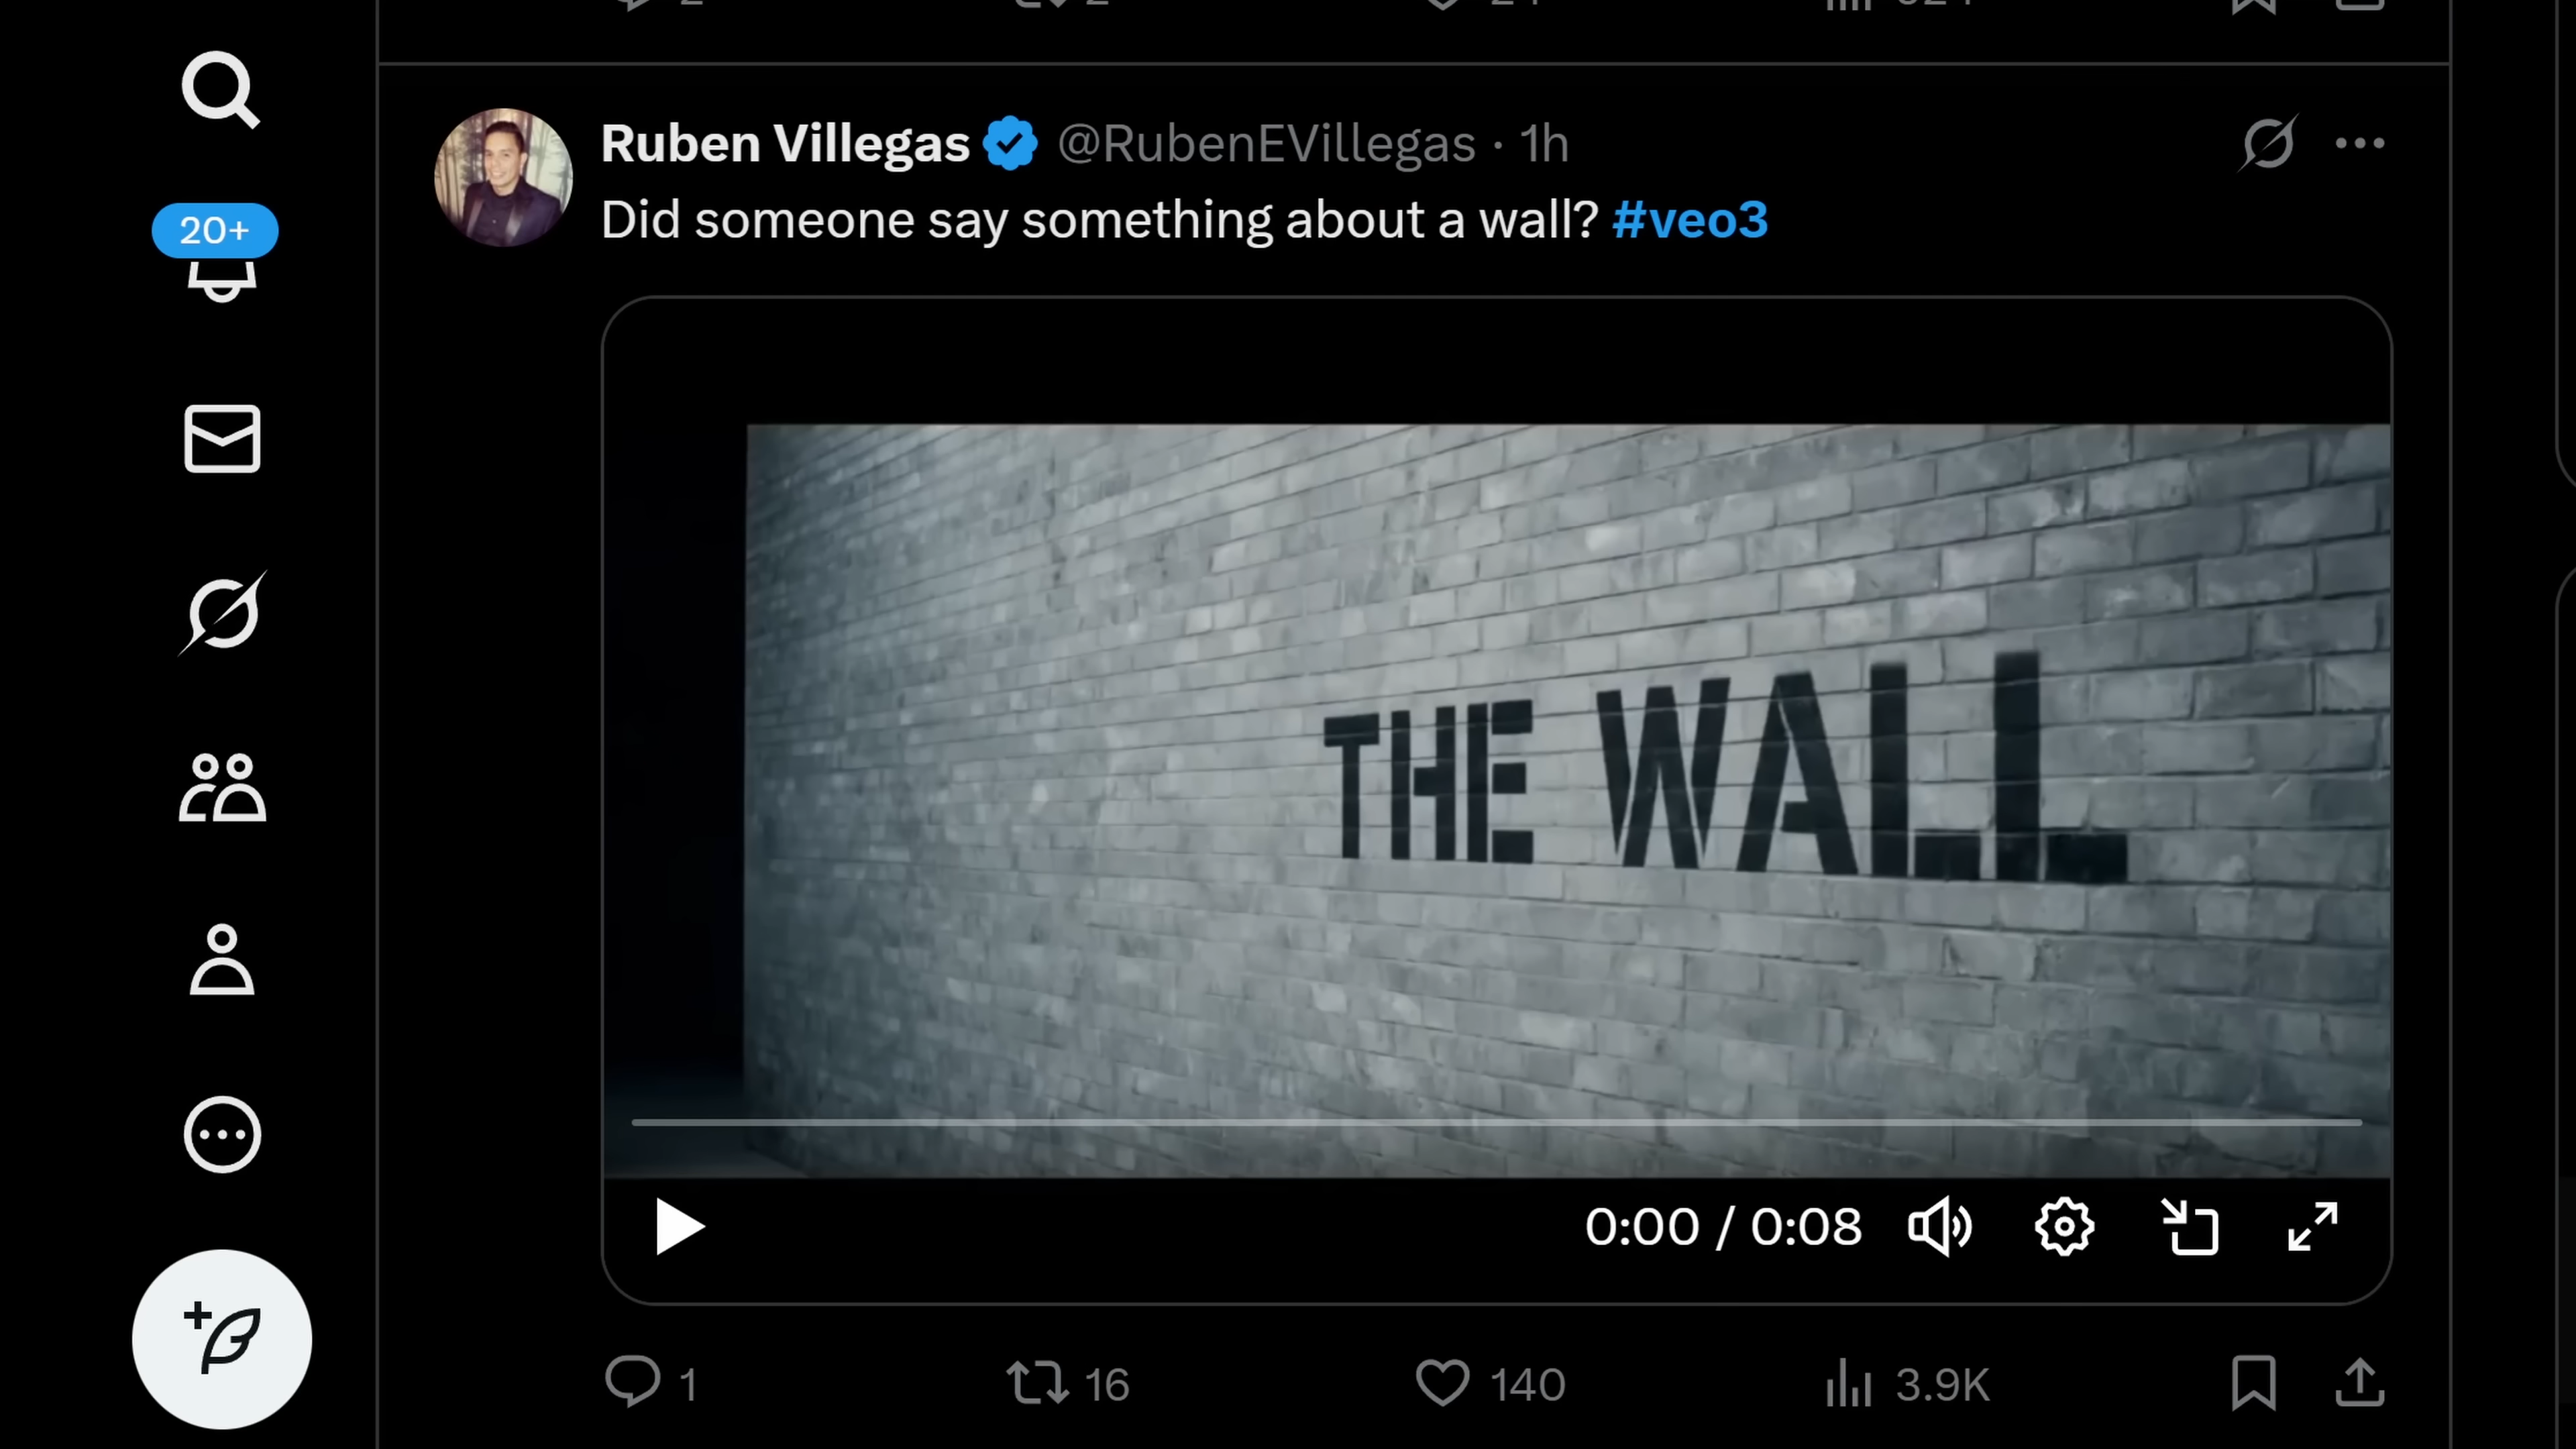 20+
Ruben Villegas @RubenEVillegas · 1h
Did someone say something about a wall? #veo3
THE WALL
0:00 / 0:08
1 16 140 3.9K